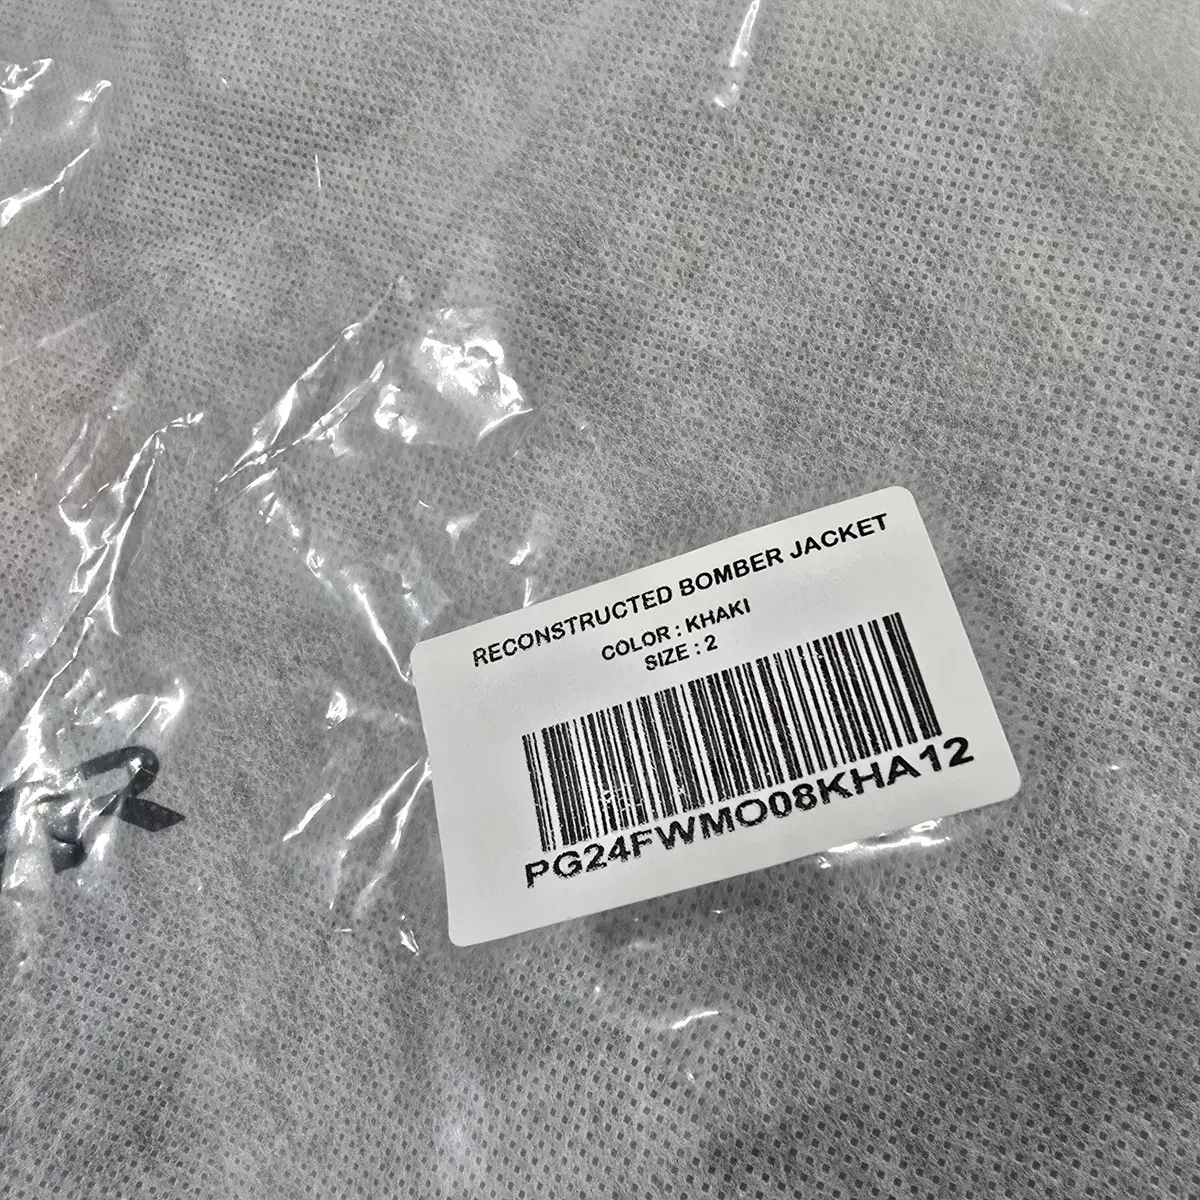 RECONSTRUCTED BOMBER JACKET
COLOR : KHAKI
SIZE : 2
PG24FWMO08KHA12